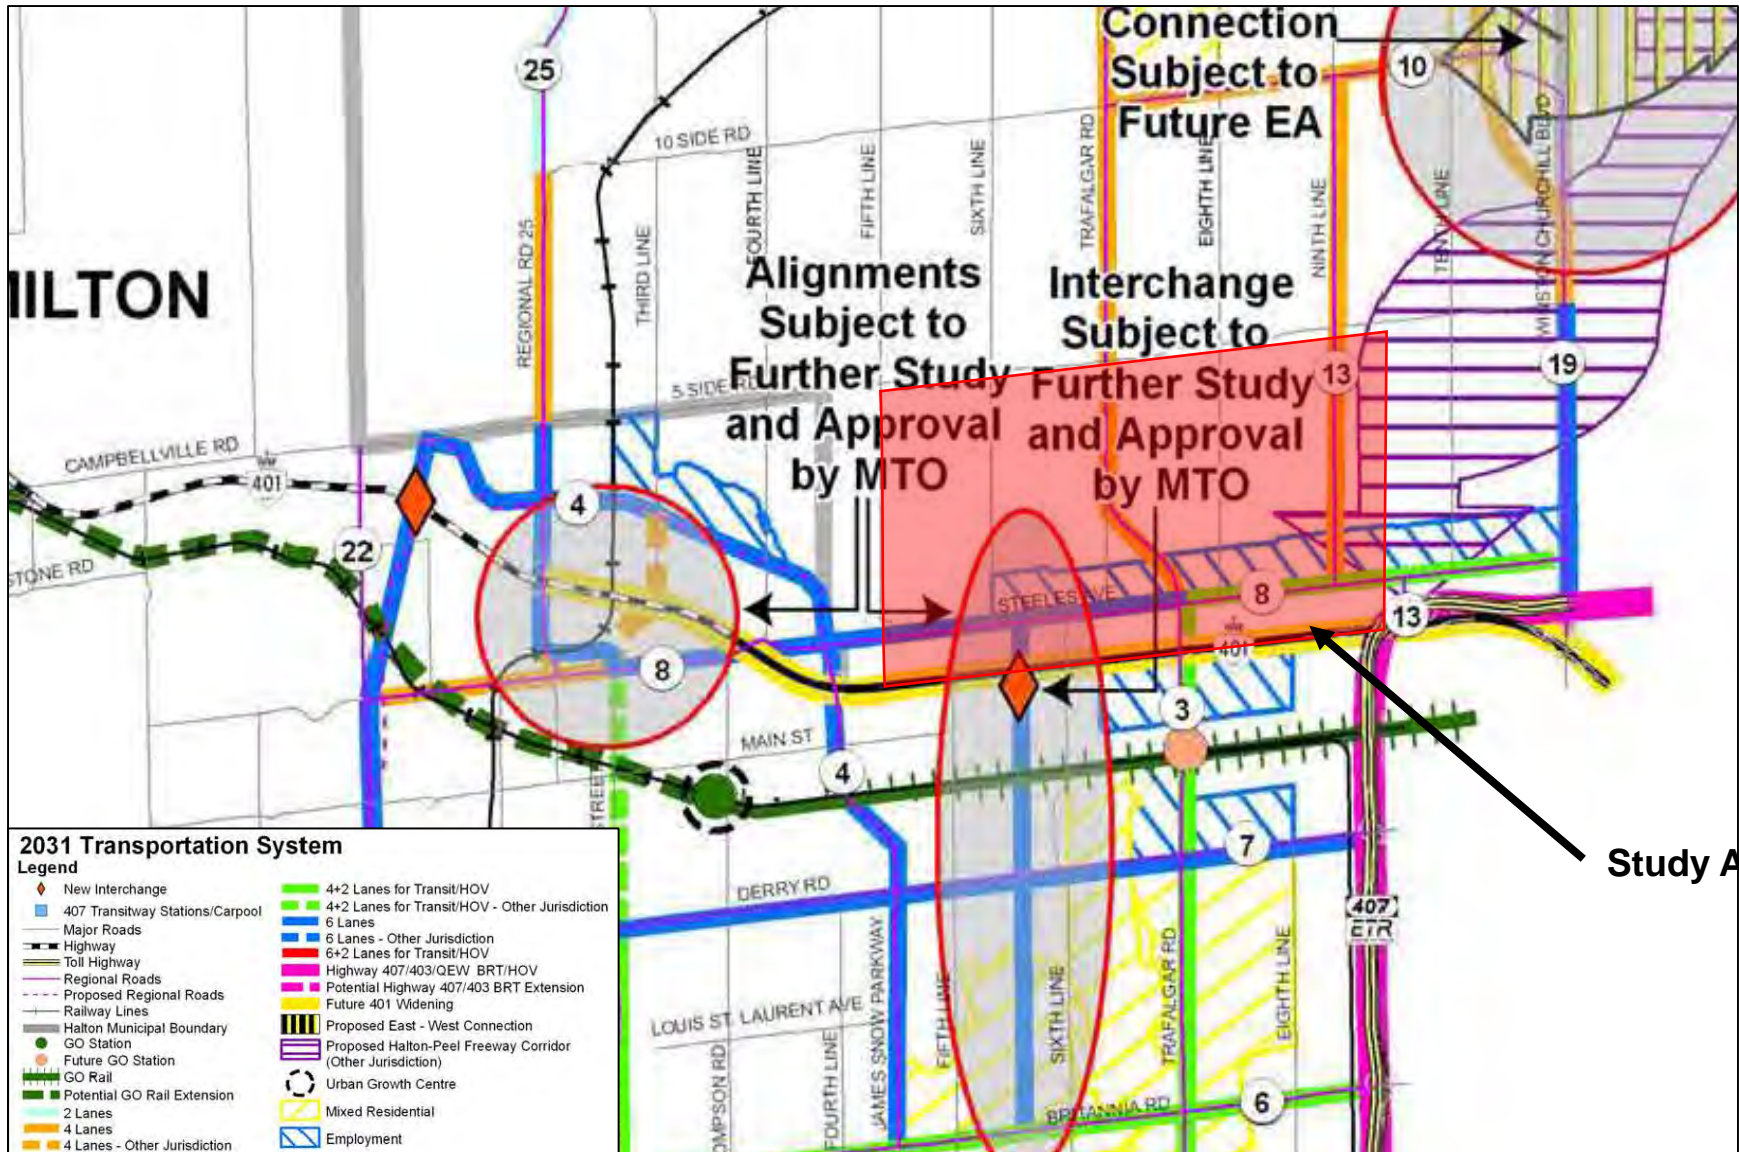 Connection
Subject to
Future EA
10
25
10 SIDE RD
FOURTH LINE
FIFTH LINE
SIXTH LINE
TRAFALGAR RD
EIGHTH LINE
NINTH LINE
TENTH LINE
WINSTON CHURCHILL BLVD
REGIONAL RD 25
THIRD LINE
MILTON
Alignments
Subject to
Further Study
and Approval
by MTO
Interchange
Subject to
Further Study
and Approval
by MTO
13
19
5 SIDE RD
CAMPBELLVILLE RD
401
4
22
STONE RD
STEELES AVE
8
401
13
8
3
MAIN ST
4
STREET
7
DERRY RD
Study A
407
ETR
JAMES SNOW PARKWAY
FIFTH LINE
SIXTH LINE
TRAFALGAR RD
EIGHTH LINE
LOUIS ST. LAURENT AVE
OMPSON RD
FOURTH LINE
BRITANNIA RD
6
2031 Transportation System
Legend
New Interchange
407 Transitway Stations/Carpool
Major Roads
Highway
Toll Highway
Regional Roads
Proposed Regional Roads
Railway Lines
Halton Municipal Boundary
GO Station
Future GO Station
GO Rail
Potential GO Rail Extension
2 Lanes
4 Lanes
4 Lanes - Other Jurisdiction
4+2 Lanes for Transit/HOV
4+2 Lanes for Transit/HOV - Other Jurisdiction
6 Lanes
6 Lanes - Other Jurisdiction
6+2 Lanes for Transit/HOV
Highway 407/403/QEW BRT/HOV
Potential Highway 407/403 BRT Extension
Future 401 Widening
Proposed East - West Connection
Proposed Halton-Peel Freeway Corridor
(Other Jurisdiction)
Urban Growth Centre
Mixed Residential
Employment